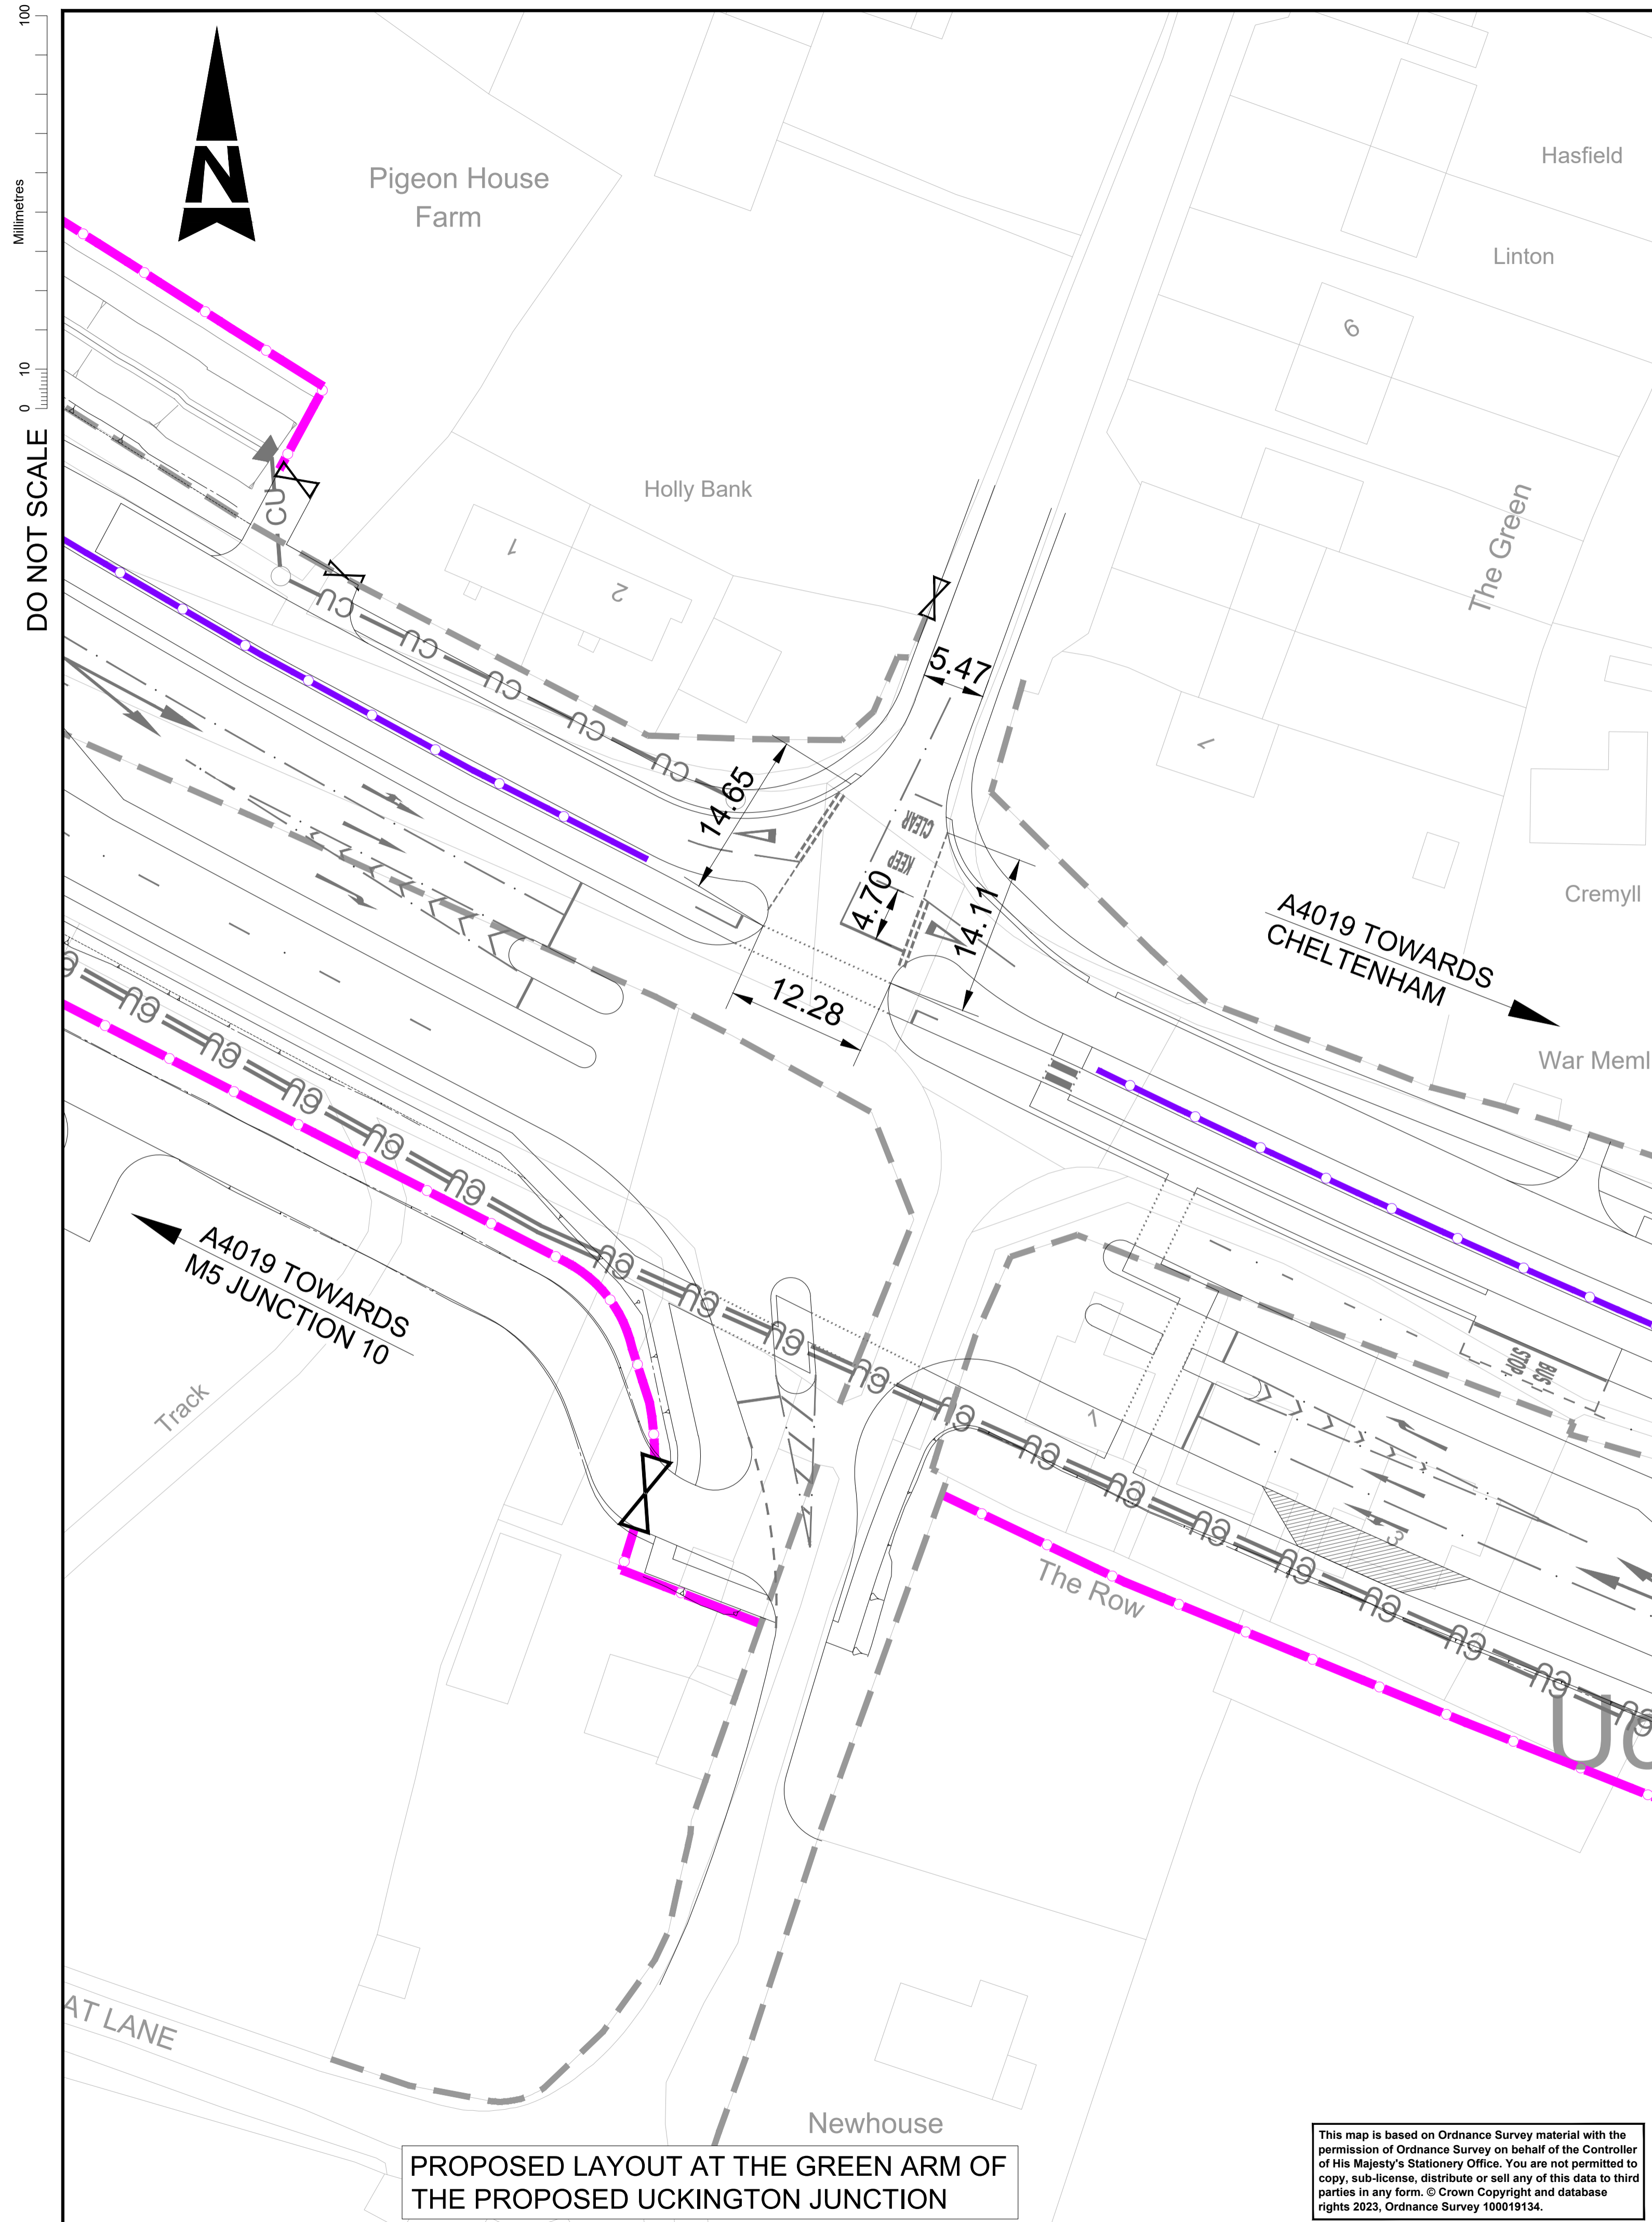 100
Millimetres
10
0
DO NOT SCALE
N
Pigeon House
Farm
Hasfield
Linton
9
Holly Bank
The Green
1
2
CU
CU
CU
CU
CU
CU
5.47
7
14.65
CLEAR
KEEP
4.70
14.11
12.28
Cremyll
A4019 TOWARDS
CHELTENHAM
War Meml
A4019 TOWARDS
M5 JUNCTION 10
Track
BUS
STOP
1
3
The Row
UC
AT LANE
Newhouse
PROPOSED LAYOUT AT THE GREEN ARM OF
THE PROPOSED UCKINGTON JUNCTION
This map is based on Ordnance Survey material with the
permission of Ordnance Survey on behalf of the Controller
of His Majesty's Stationery Office. You are not permitted to
copy, sub-license, distribute or sell any of this data to third
parties in any form. © Crown Copyright and database
rights 2023, Ordnance Survey 100019134.